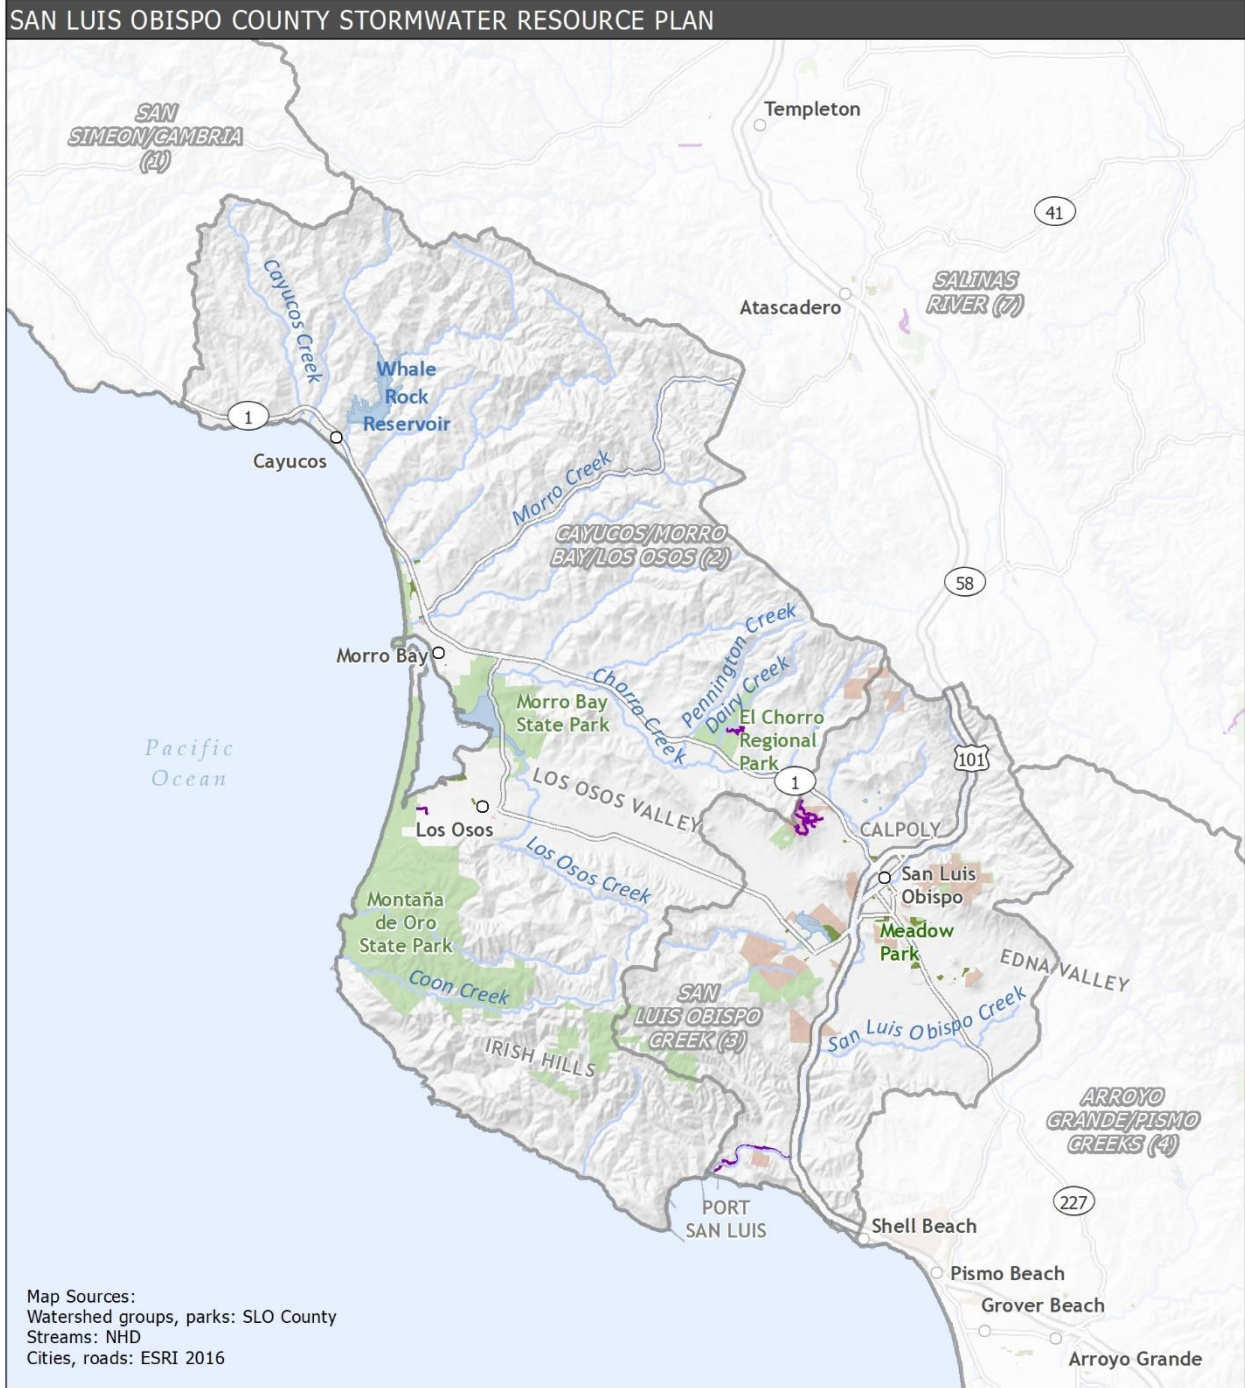 SAN LUIS OBISPO COUNTY STORMWATER RESOURCE PLAN
SAN
SIMEON/CAMBRIA
(1)
Templeton
41
SALINAS
RIVER (7)
Atascadero
Cayucos Creek
Whale
Rock
Reservoir
1
Cayucos
Morro Creek
CAYUCOS/MORRO
BAY/LOS OSOS (2)
58
Morro Bay
Pennington Creek
Dairy Creek
Chorro Creek
Morro Bay
State Park
El Chorro
Regional
Park
Pacific
Ocean
101
1
LOS OSOS VALLEY
Los Osos
CALPOLY
Los Osos Creek
San Luis
Obispo
Montaña
de Oro
State Park
Meadow
Park
EDNA VALLEY
Coon Creek
SAN
LUIS OBISPO
CREEK (3)
San Luis Obispo Creek
IRISH HILLS
ARROYO
GRANDE/PISMO
CREEKS (4)
227
PORT
SAN LUIS
Shell Beach
Pismo Beach
Grover Beach
Arroyo Grande
Map Sources:
Watershed groups, parks: SLO County
Streams: NHD
Cities, roads: ESRI 2016